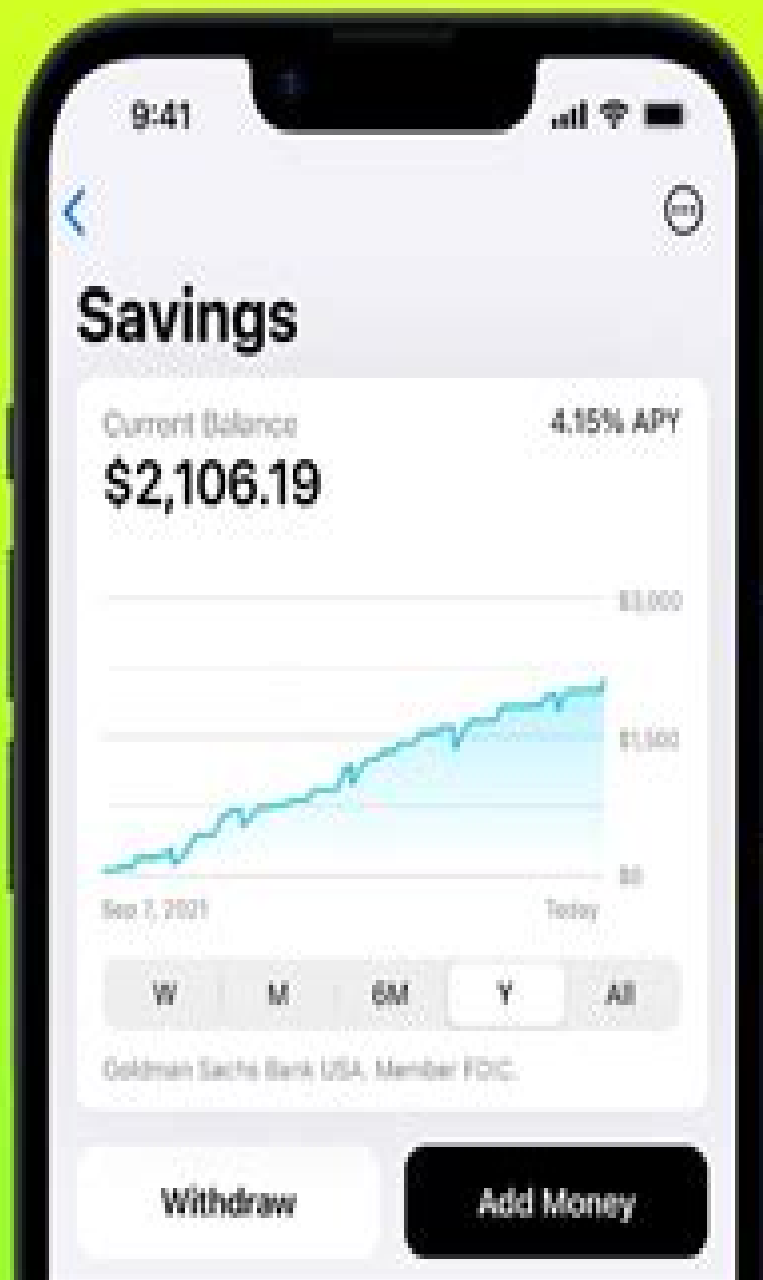 9:41
Savings
Current Balance
4.15% APY
$2,106.19
$3,000
$1,500
$0
Sep 7, 2021
Today
W
M
6M
Y
All
Goldman Sachs Bank USA. Member FDIC.
Withdraw
Add Money